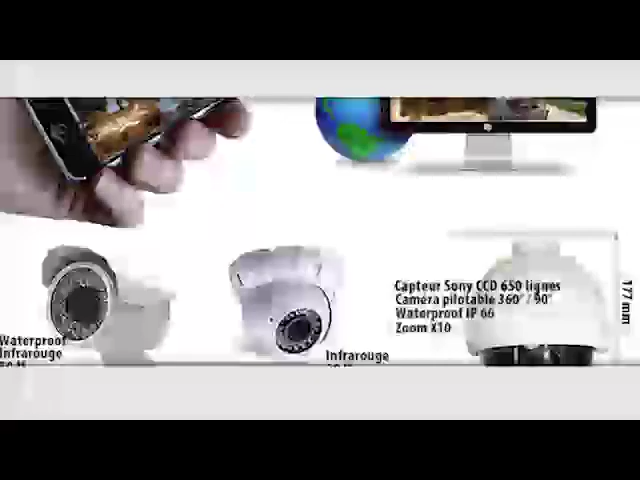 Capteur Sony CCD 650 lignes
Caméra pilotable 360° / 90°
Waterproof IP 66
Zoom X10
177 mm
Waterproof
Infrarouge
Infrarouge